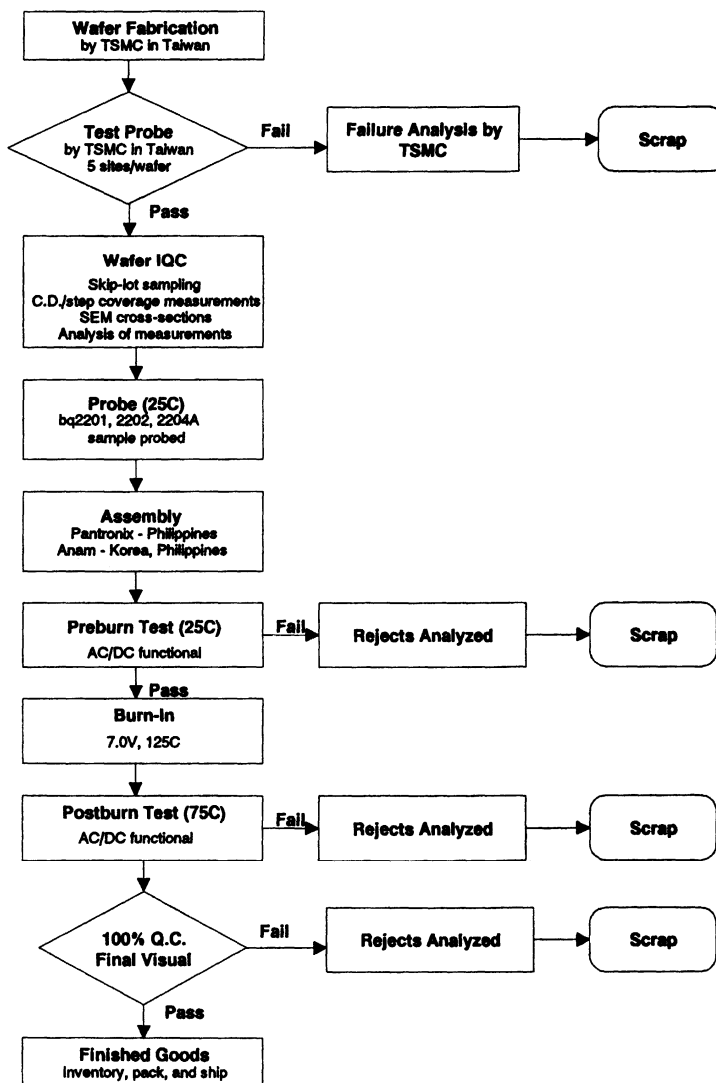 Wafer Fabrication
by TSMC in Taiwan
Test Probe
by TSMC in Taiwan
5 sites/wafer
Fail
Failure Analysis by
TSMC
Scrap
Pass
Wafer IQC
Skip-lot sampling
C.D./step coverage measurements
SEM cross-sections
Analysis of measurements
Probe (25C)
bq2201, 2202, 2204A
sample probed
Assembly
Pantronix - Philippines
Anam - Korea, Philippines
Preburn Test (25C)
AC/DC functional
Fail
Rejects Analyzed
Scrap
Pass
Burn-In
7.0V, 125C
Postburn Test (75C)
AC/DC functional
Fail
Rejects Analyzed
Scrap
100% Q.C.
Final Visual
Fail
Rejects Analyzed
Scrap
Pass
Finished Goods
inventory, pack, and ship